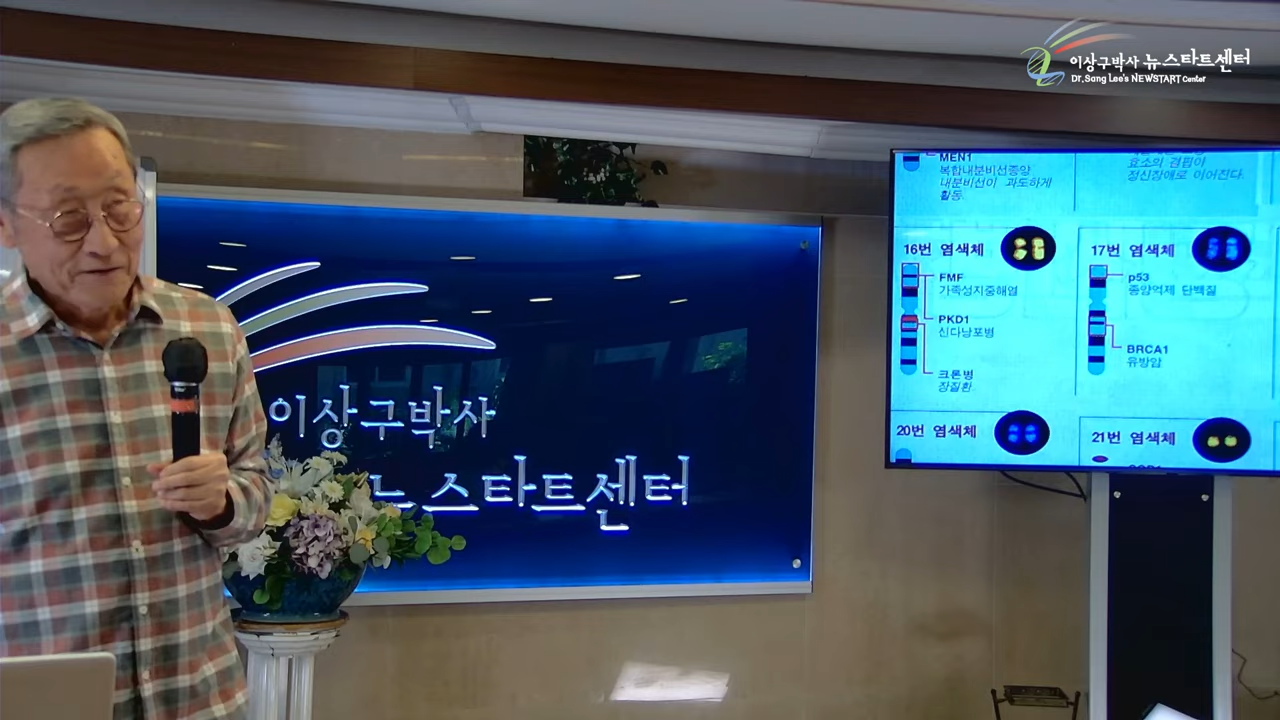 이상구박사 뉴스타트센터
Dr.Sang Lee's NEWSTART Center
이상구박사
뉴스타트센터
MEN1
복합내분비선종양
내분비선이 과도하게
활동.
효소의 결핍이
정신장애로 이어진다.
16번 염색체
FMF
가족성지중해열
PKD1
신다낭포병
크론병
장질환
17번 염색체
p53
종양억제 단백질
BRCA1
유방암
20번 염색체
21번 염색체